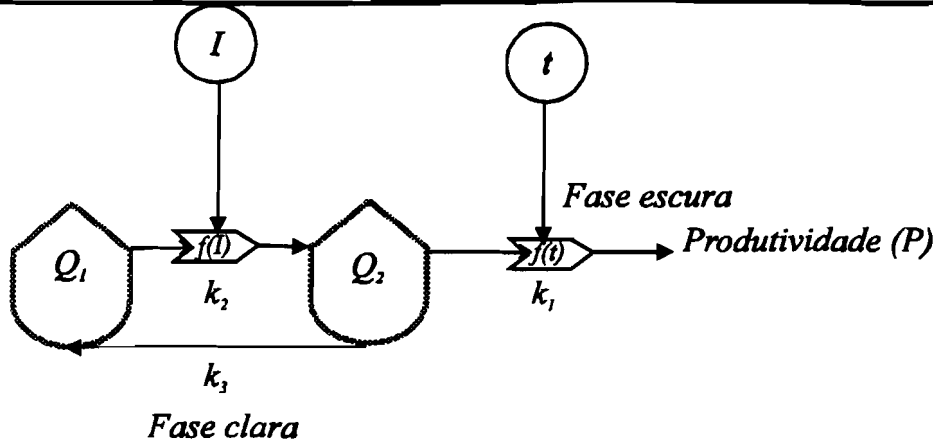 I
t
Fase escura
Q₁
f(I)
Q₂
f(t)
Produtividade (P)
k₂
k₁
k₃
Fase clara